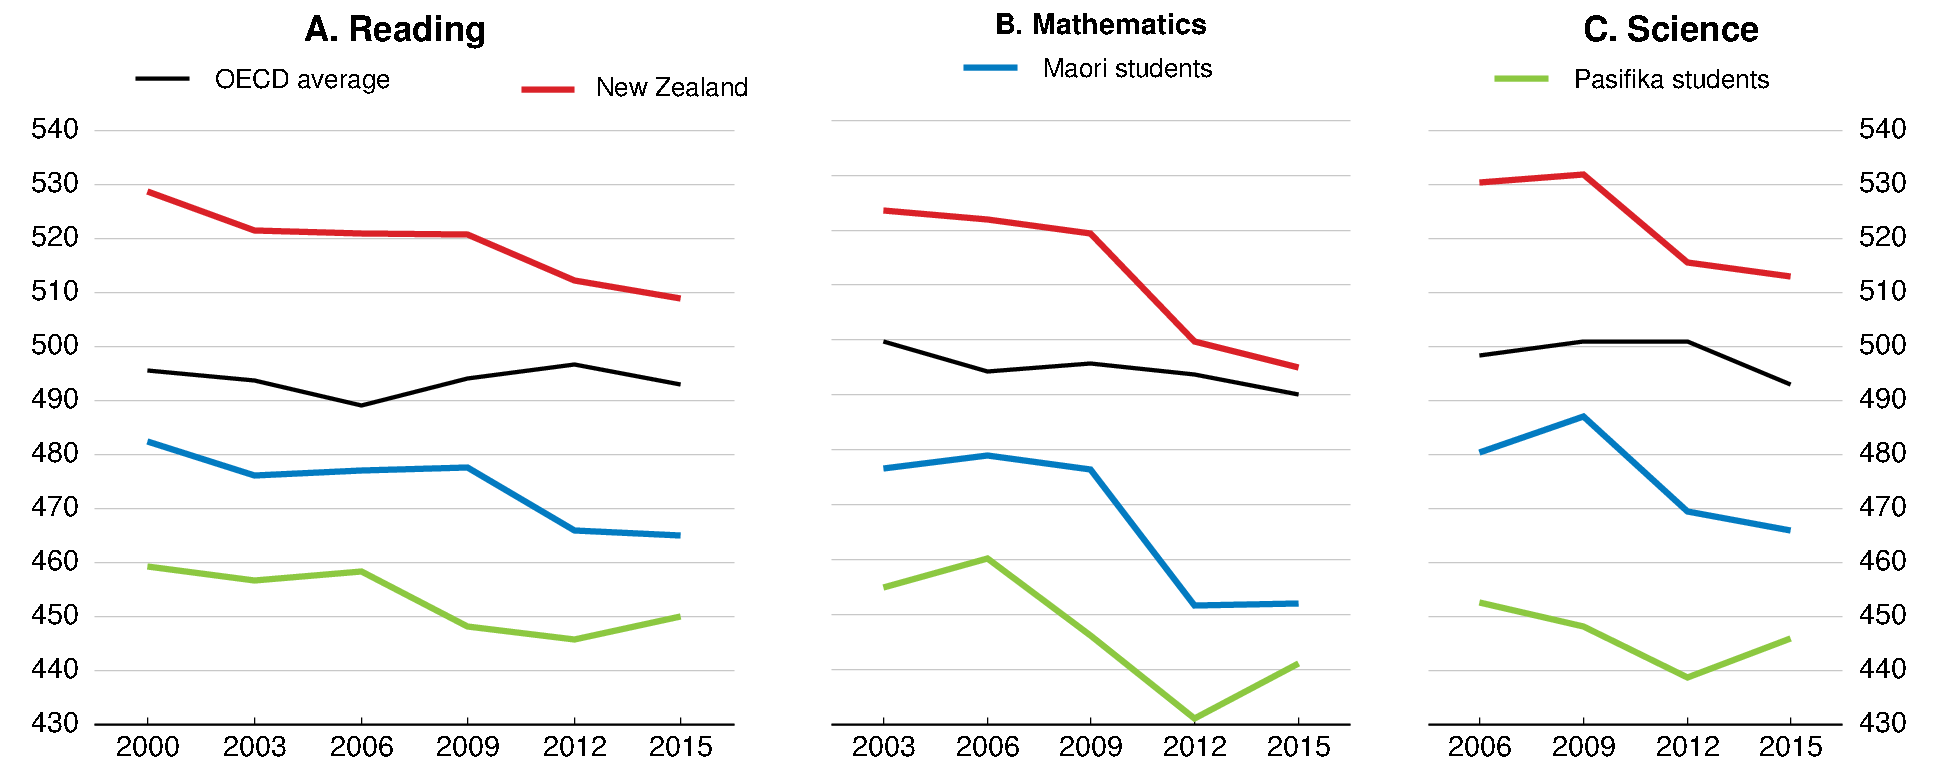 A. Reading
B. Mathematics
C. Science
OECD average
New Zealand
Maori students
Pasifika students
540
530
520
510
500
490
480
470
460
450
440
430
2000 2003 2006 2009 2012 2015
2003 2006 2009 2012 2015
2006 2009 2012 2015
540
530
520
510
500
490
480
470
460
450
440
430